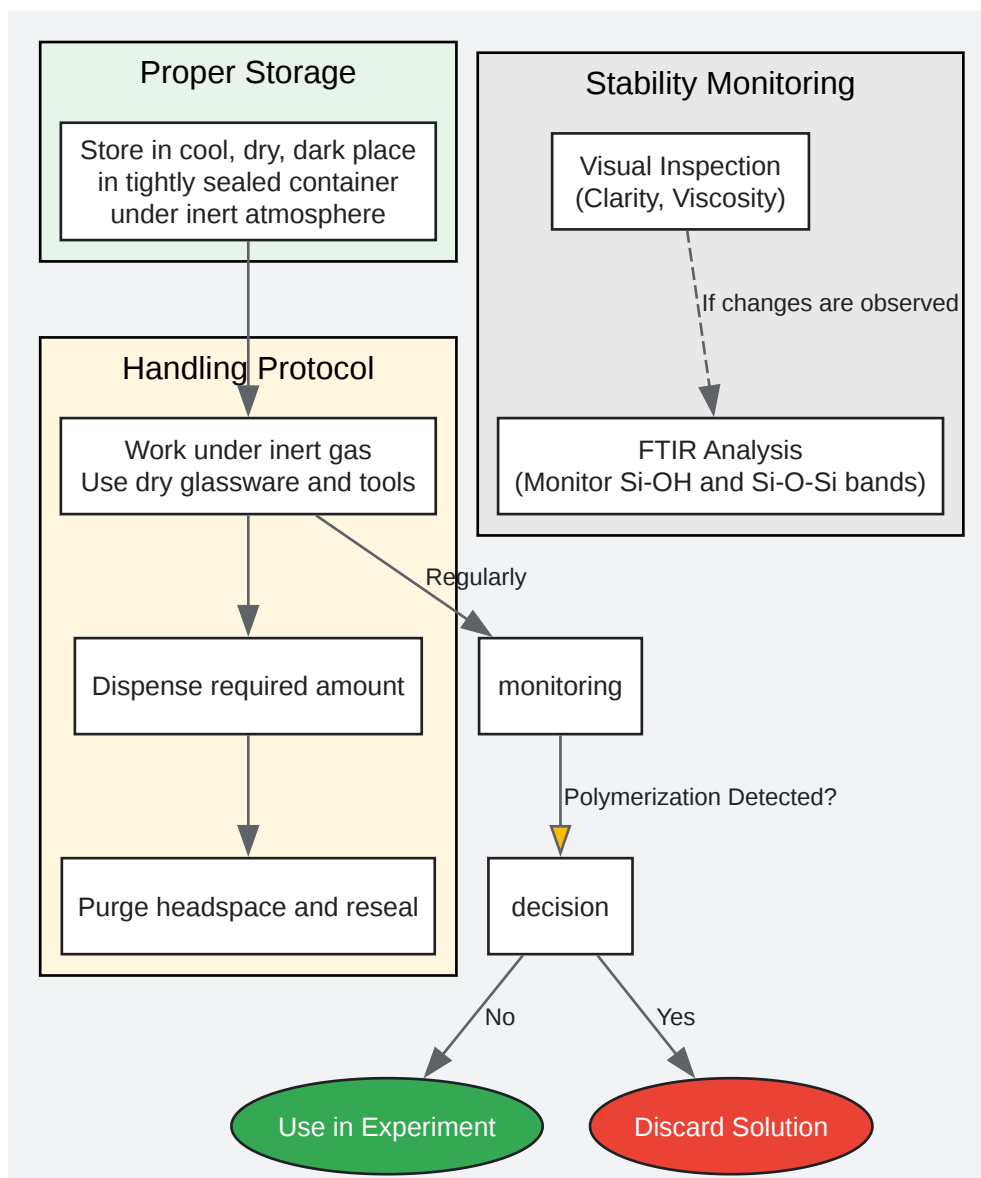 Proper Storage
Store in cool, dry, dark place
in tightly sealed container
under inert atmosphere
Stability Monitoring
Visual Inspection
(Clarity, Viscosity)
If changes are observed
FTIR Analysis
(Monitor Si-OH and Si-O-Si bands)
Handling Protocol
Work under inert gas
Use dry glassware and tools
Regularly
Dispense required amount
monitoring
Polymerization Detected?
Purge headspace and reseal
decision
No
Yes
Use in Experiment
Discard Solution